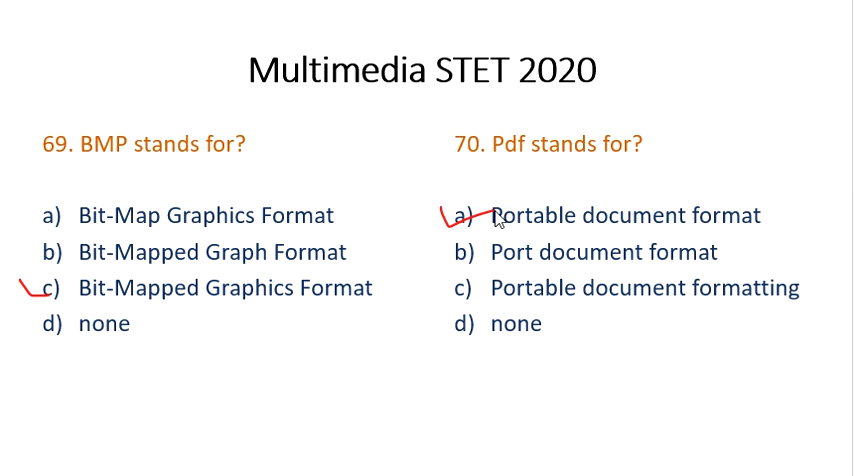 Multimedia STET 2020
69. BMP stands for?
a) Bit-Map Graphics Format
b) Bit-Mapped Graph Format
c) Bit-Mapped Graphics Format
d) none
70. Pdf stands for?
a) Portable document format
b) Port document format
c) Portable document formatting
d) none